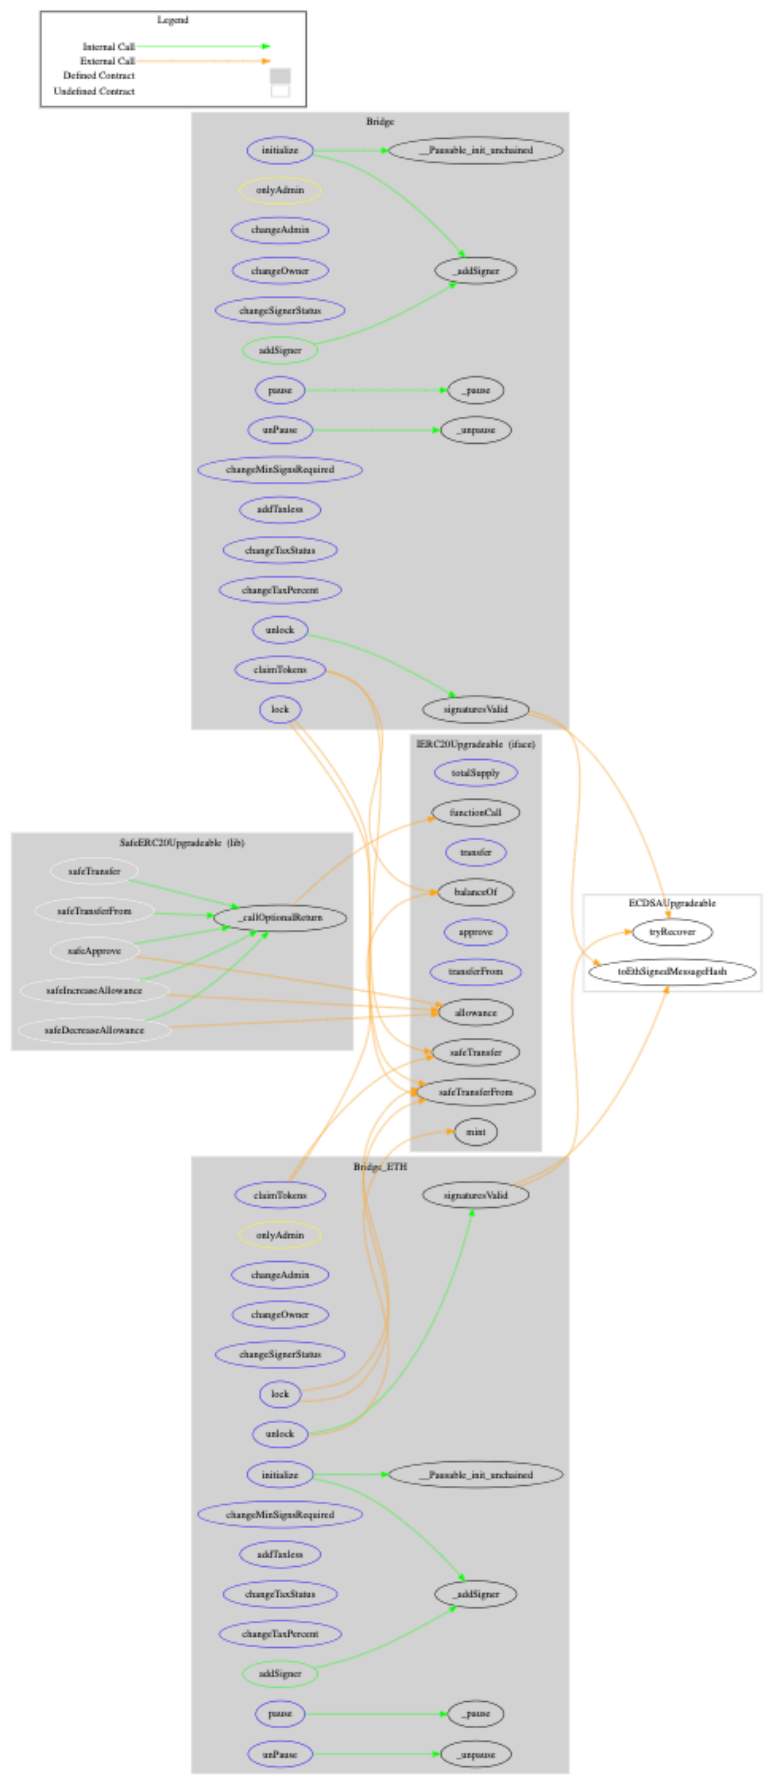 Legend
Internal Call
External Call
Defined Contract
Undefined Contract
Bridge
initialize
__Pausable_init_unchained
onlyAdmin
changeAdmin
changeOwner
_addSigner
changeSignerStatus
addSigner
pause
_pause
unPause
_unpause
changeMinSignsRequired
addTaxless
changeTaxStatus
changeTaxPercent
unlock
claimTokens
lock
signaturesValid
IERC20Upgradeable (iface)
totalSupply
functionCall
transfer
balanceOf
approve
transferFrom
allowance
safeTransfer
safeTransferFrom
mint
SafeERC20Upgradeable (lib)
safeTransfer
safeTransferFrom
_callOptionalReturn
safeApprove
safeIncreaseAllowance
safeDecreaseAllowance
ECDSAUpgradeable
tryRecover
toEthSignedMessageHash
Bridge_ETH
claimTokens
signaturesValid
onlyAdmin
changeAdmin
changeOwner
changeSignerStatus
lock
unlock
initialize
__Pausable_init_unchained
changeMinSignsRequired
addTaxless
changeTaxStatus
_addSigner
changeTaxPercent
addSigner
pause
_pause
unPause
_unpause